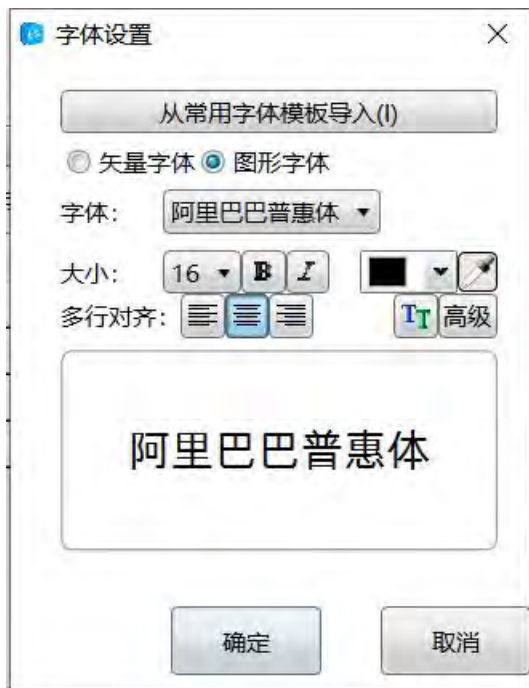 字体设置
从常用字体模板导入(I)
矢量字体 图形字体
字体： 阿里巴巴普惠体
大小： 16 B I
多行对齐： TT 高级
阿里巴巴普惠体
确定 取消